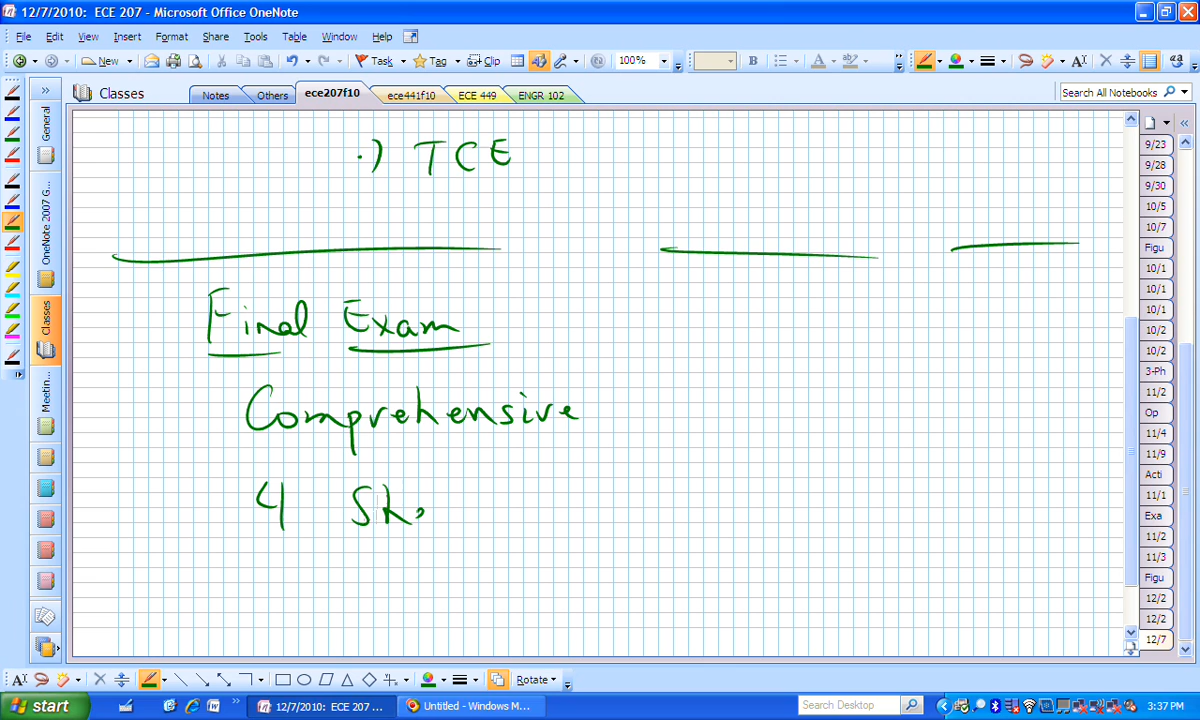 12/7/2010: ECE 207 - Microsoft Office OneNote
File Edit View Insert Format Share Tools Table Window Help
New Task Tag Clip 100% B A ab A
Classes Notes Others ece207f10 ece441f10 ECE 449 ENGR 102 Search All Notebooks
General
OneNote 2007 G...
Classes
Meetin...
.) TCE
Final Exam
Comprehensive
4 Sh
9/23
9/28
9/30
10/5
10/7
Figu
10/1
10/1
10/1
10/2
10/2
3-Ph
11/2
Op
11/4
11/9
Acti
11/1
Exa
11/2
11/3
Figu
12/2
12/2
12/7
Rotate
start 12/7/2010: ECE 207 ... Untitled - Windows M... Search Desktop 3:37 PM